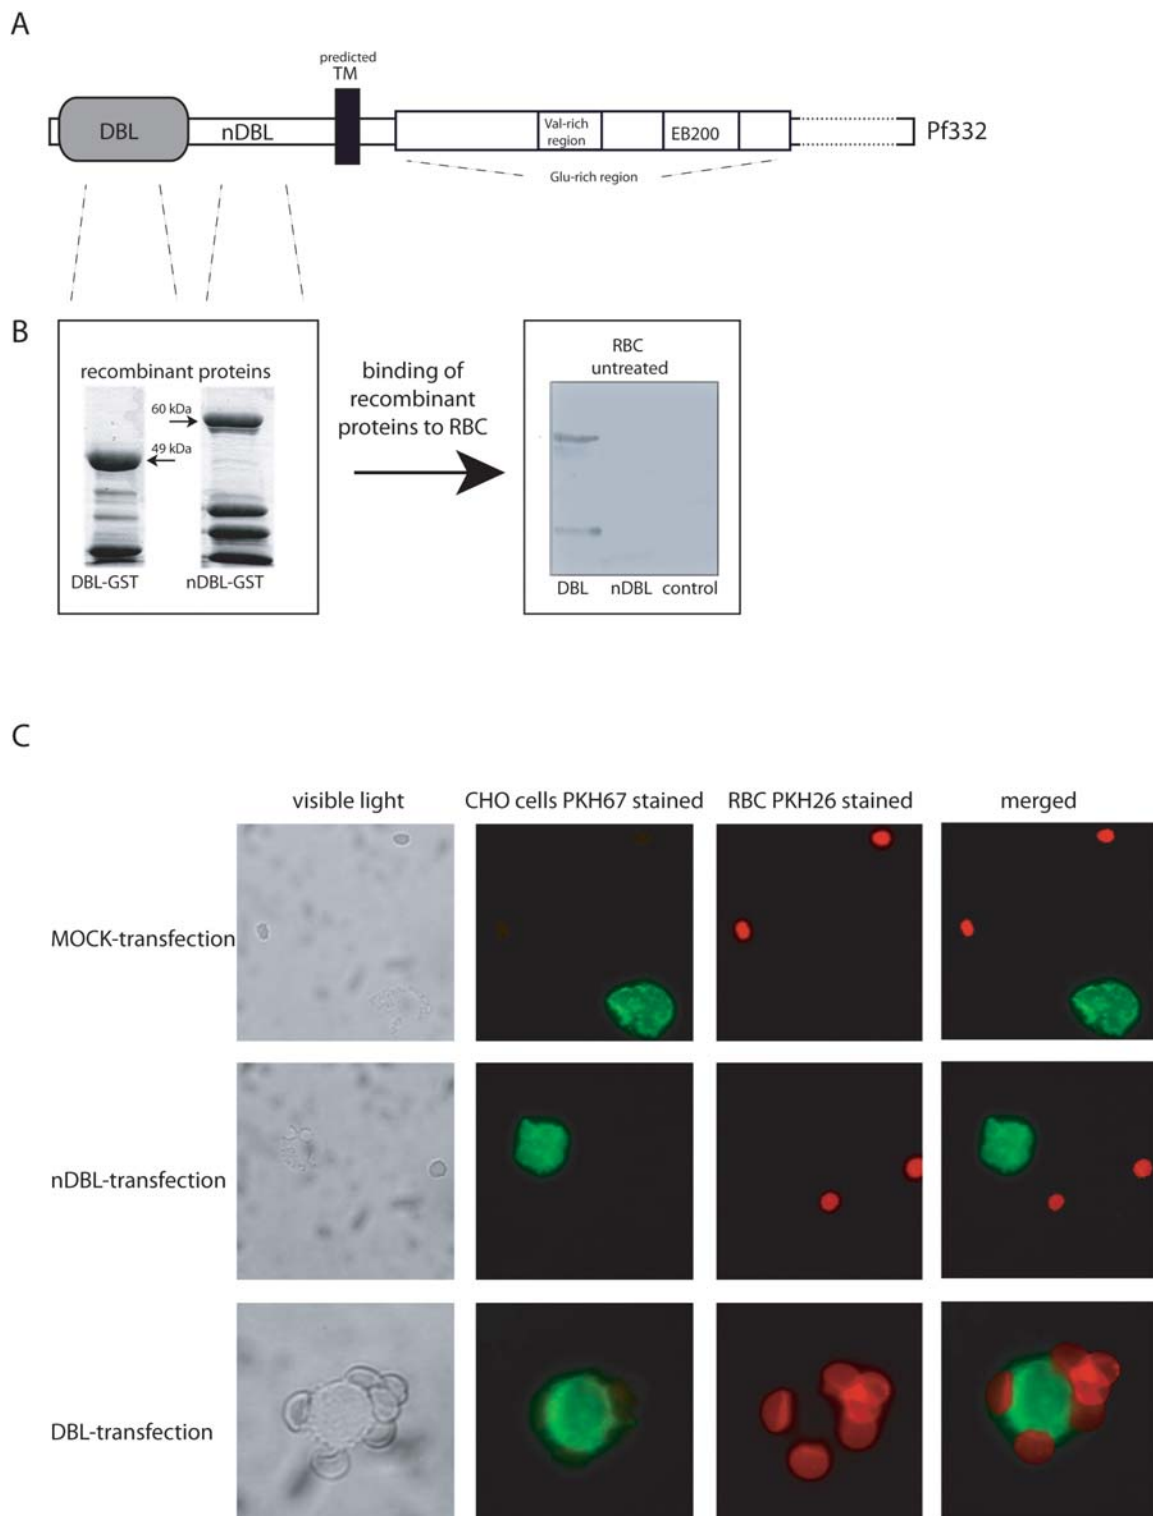 A
predicted
TM
DBL
nDBL
Val-rich
region
EB200
Pf332
Glu-rich region
B
recombinant proteins
60 kDa
49 kDa
DBL-GST
nDBL-GST
binding of
recombinant
proteins to RBC
RBC
untreated
DBL
nDBL
control
C
visible light
CHO cells PKH67 stained
RBC PKH26 stained
merged
MOCK-transfection
nDBL-transfection
DBL-transfection